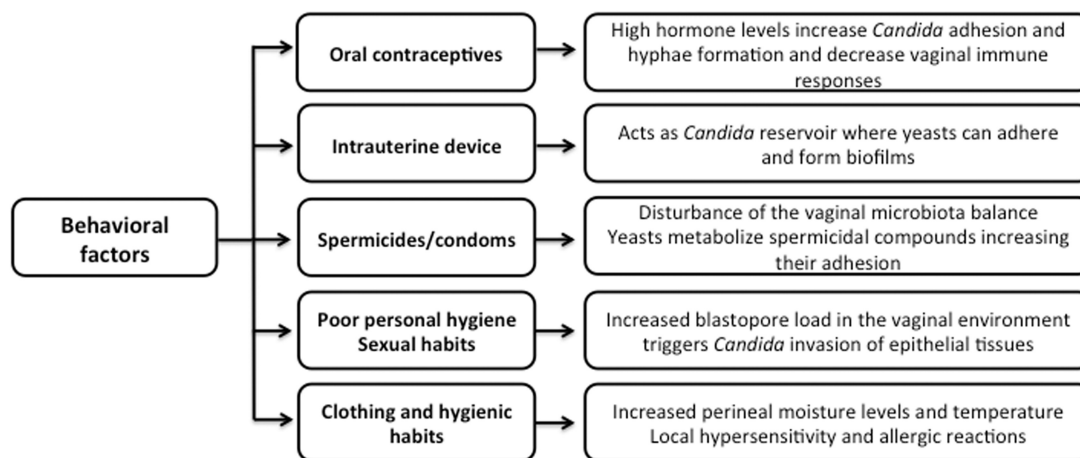 Behavioral
factors
Oral contraceptives
High hormone levels increase Candida adhesion and
hyphae formation and decrease vaginal immune
responses
Intrauterine device
Acts as Candida reservoir where yeasts can adhere
and form biofilms
Spermicides/condoms
Disturbance of the vaginal microbiota balance
Yeasts metabolize spermicidal compounds increasing
their adhesion
Poor personal hygiene
Sexual habits
Increased blastopore load in the vaginal environment
triggers Candida invasion of epithelial tissues
Clothing and hygienic
habits
Increased perineal moisture levels and temperature
Local hypersensitivity and allergic reactions